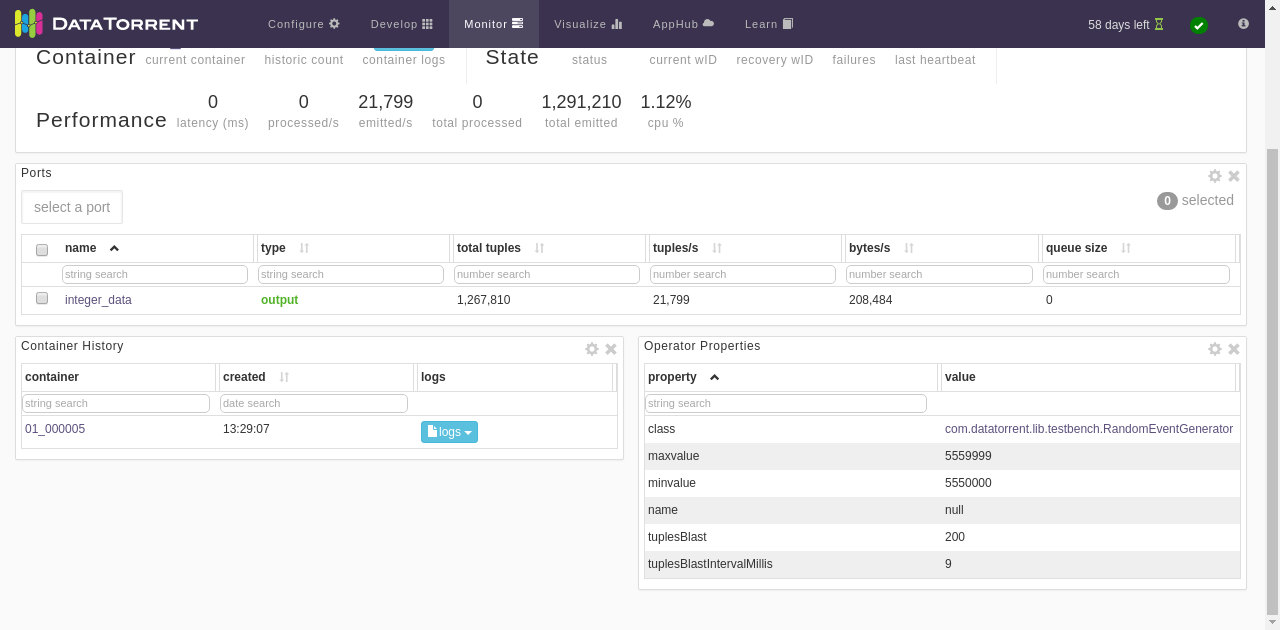 DATATORRENT Configure Develop Monitor Visualize AppHub Learn 58 days left
Container current container historic count container logs State status current wID recovery wID failures last heartbeat
0 0 21,799 0 1,291,210 1.12%
Performance latency (ms) processed/s emitted/s total processed total emitted cpu %
Ports
select a port 0 selected
name type total tuples tuples/s bytes/s queue size
string search string search number search number search number search number search
integer_data output 1,267,810 21,799 208,484 0
Container History
container created logs
string search date search
01_000005 13:29:07 logs
Operator Properties
property value
string search
class com.datatorrent.lib.testbench.RandomEventGenerator
maxvalue 5559999
minvalue 5550000
name null
tuplesBlast 200
tuplesBlastIntervalMillis 9